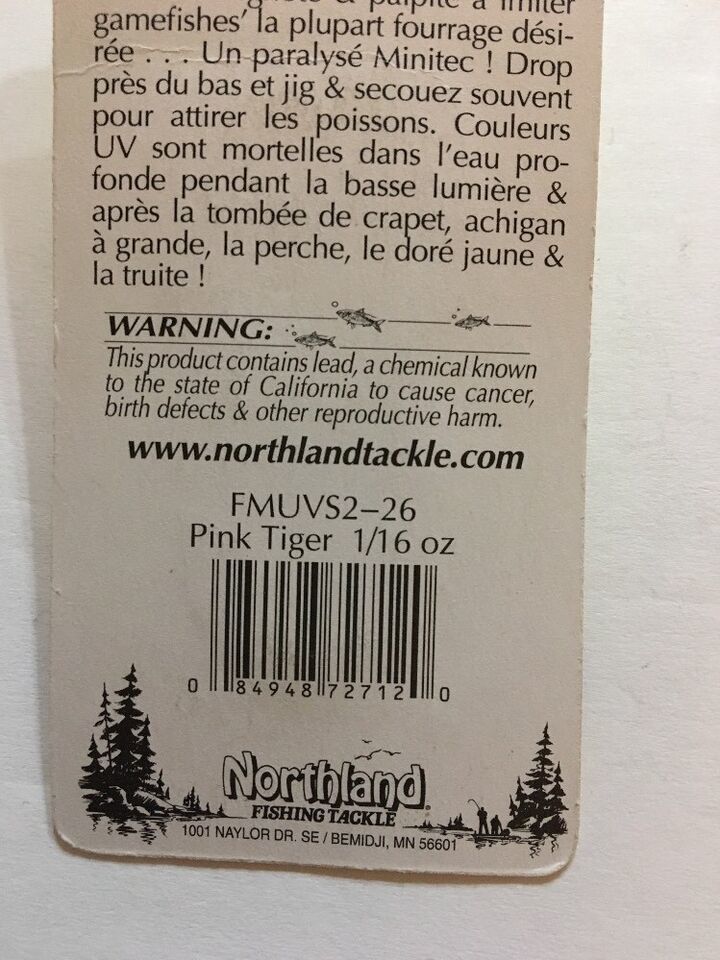 & palpite à imiter
gamefishes' la plupart fourrage dési-
rée . . . Un paralysé Minitec ! Drop
près du bas et jig & secouez souvent
pour attirer les poissons. Couleurs
UV sont mortelles dans l'eau pro-
fonde pendant la basse lumière &
après la tombée de crapet, achigan
à grande, la perche, le doré jaune &
la truite !
WARNING:
This product contains lead, a chemical known
to the state of California to cause cancer,
birth defects & other reproductive harm.
www.northlandtackle.com
FMUVS2–26
Pink Tiger 1/16 oz
0 84948 72712 0
Northland®
FISHING TACKLE
1001 NAYLOR DR. SE / BEMIDJI, MN 56601